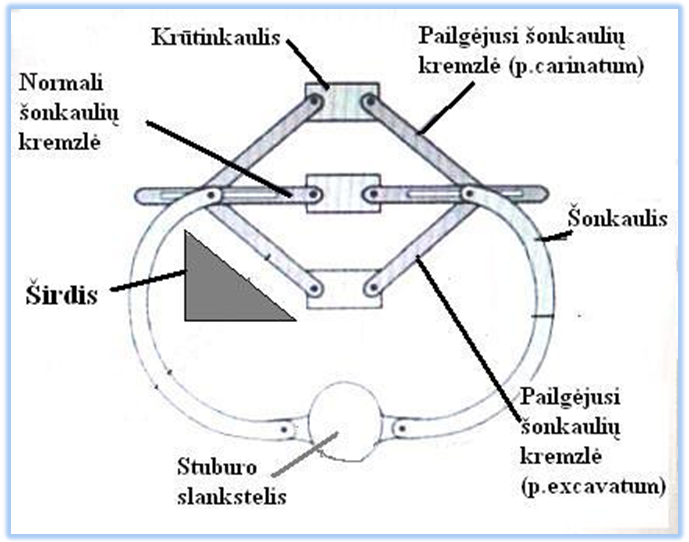 Krūtinkaulis
Pailgėjusi šonkaulių
kremzlė (p.carinatum)
Normali
šonkaulių
kremzlė
Šonkaulis
Širdis
Pailgėjusi
šonkaulių
kremzlė
(p.excavatum)
Stuburo
slankstelis